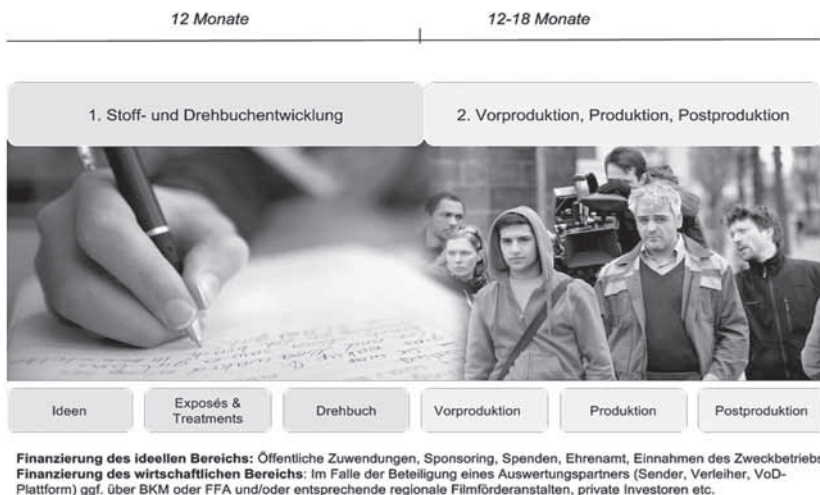 12 Monate
12-18 Monate
1. Stoff- und Drehbuchentwicklung
2. Vorproduktion, Produktion, Postproduktion
Ideen
Exposés &
Treatments
Drehbuch
Vorproduktion
Produktion
Postproduktion
Finanzierung des ideellen Bereichs: Öffentliche Zuwendungen, Sponsoring, Spenden, Ehrenamt, Einnahmen des Zweckbetriebs
Finanzierung des wirtschaftlichen Bereichs: Im Falle der Beteiligung eines Auswertungspartners (Sender, Verleiher, VoD-
Plattform) ggf. über BKM oder FFA und/oder entsprechende regionale Filmförderanstalten, private Investoren etc.